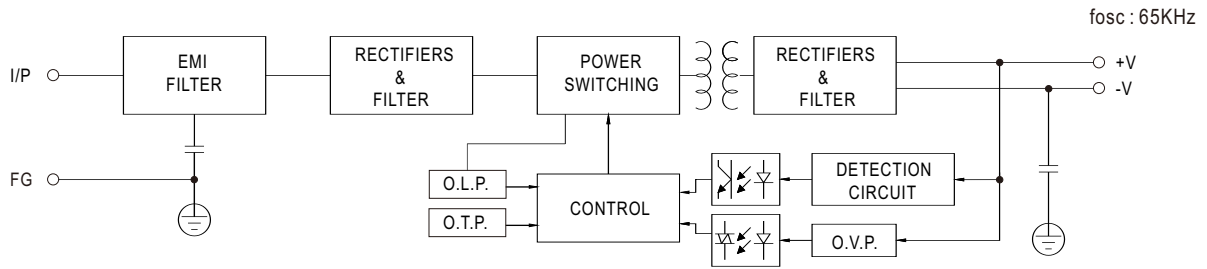 fosc : 65KHz
I/P
EMI
FILTER
RECTIFIERS
&
FILTER
POWER
SWITCHING
RECTIFIERS
&
FILTER
+V
-V
FG
O.L.P.
O.T.P.
CONTROL
DETECTION
CIRCUIT
O.V.P.